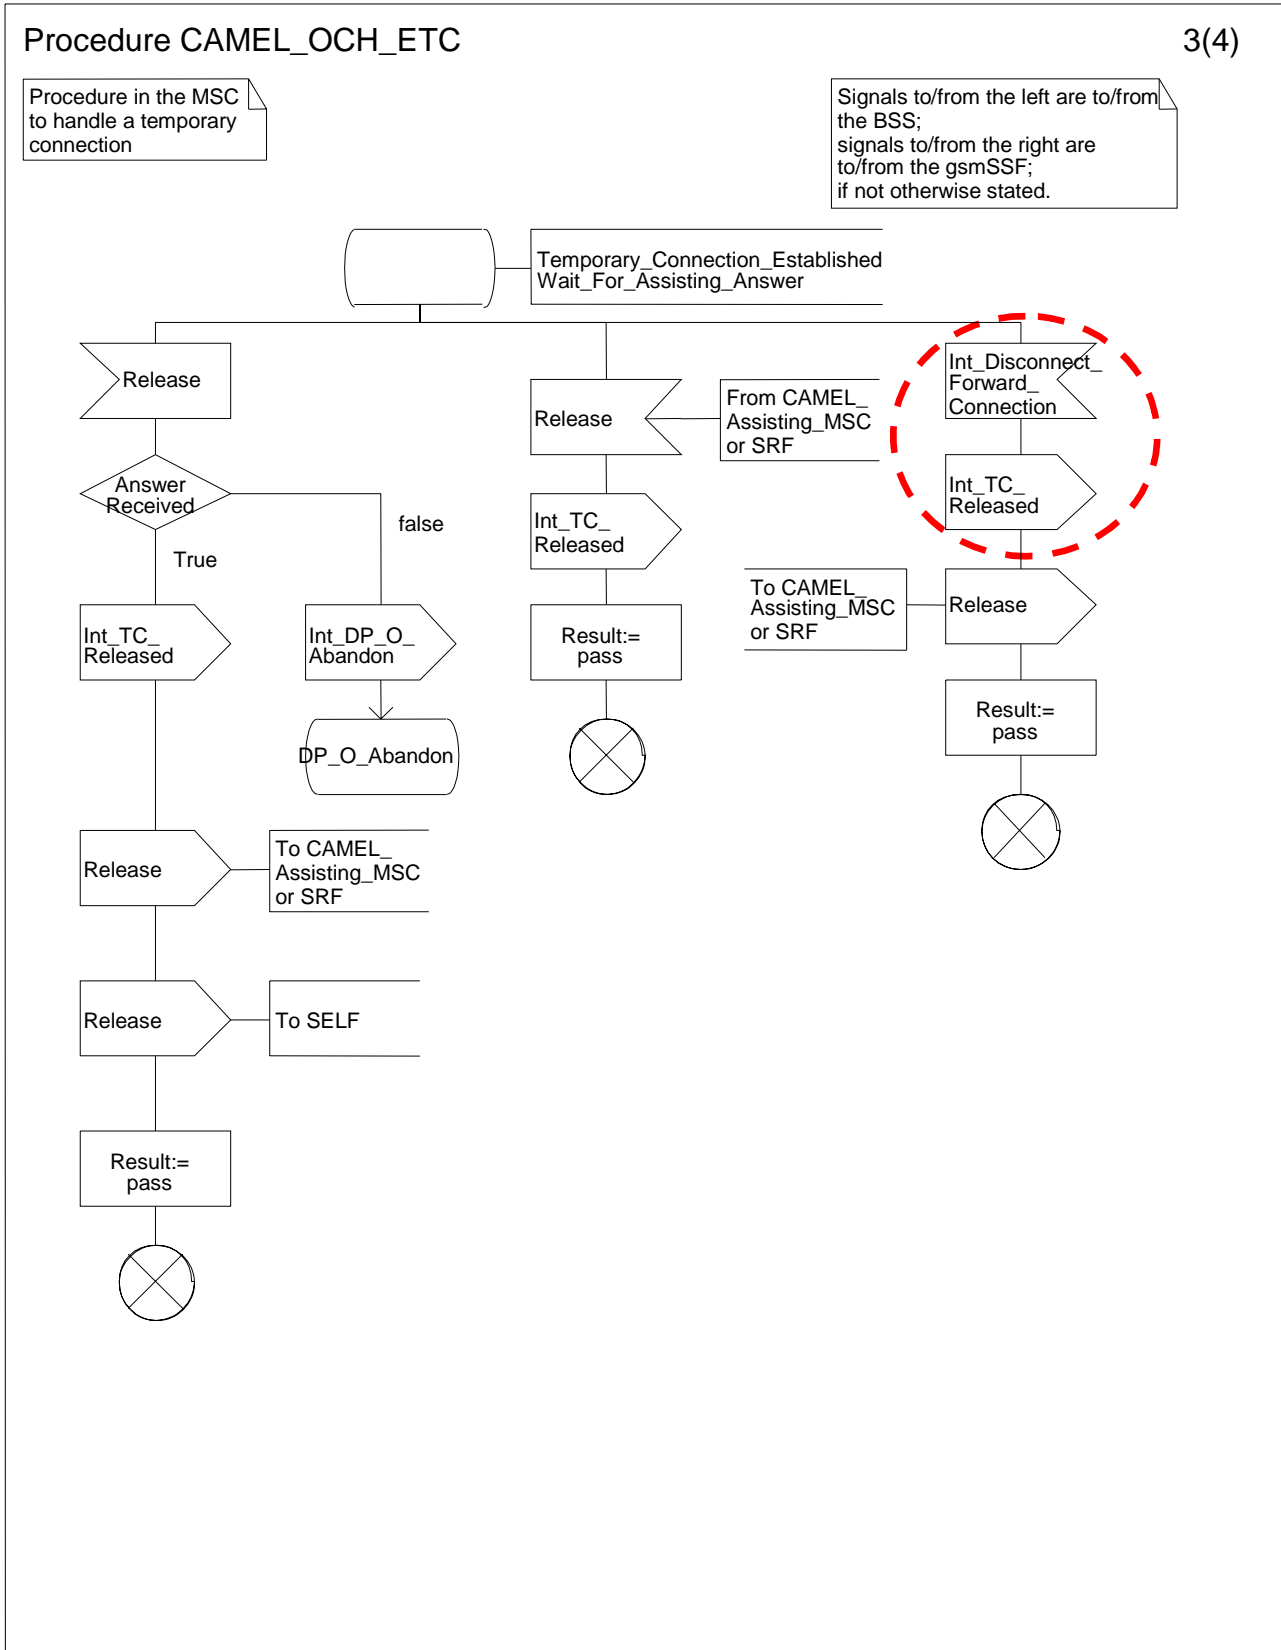 Procedure CAMEL_OCH_ETC
3(4)
Procedure in the MSC
to handle a temporary
connection
Signals to/from the left are to/from
the BSS;
signals to/from the right are
to/from the gsmSSF;
if not otherwise stated.
Temporary_Connection_Established
Wait_For_Assisting_Answer
Release
Answer
Received
false
True
Int_TC_
Released
Int_DP_O_
Abandon
DP_O_Abandon
Release
To CAMEL_
Assisting_MSC
or SRF
Release
To SELF
Result:=
pass
Release
From CAMEL_
Assisting_MSC
or SRF
Int_TC_
Released
Result:=
pass
Int_Disconnect_
Forward_
Connection
Int_TC_
Released
To CAMEL_
Assisting_MSC
or SRF
Release
Result:=
pass